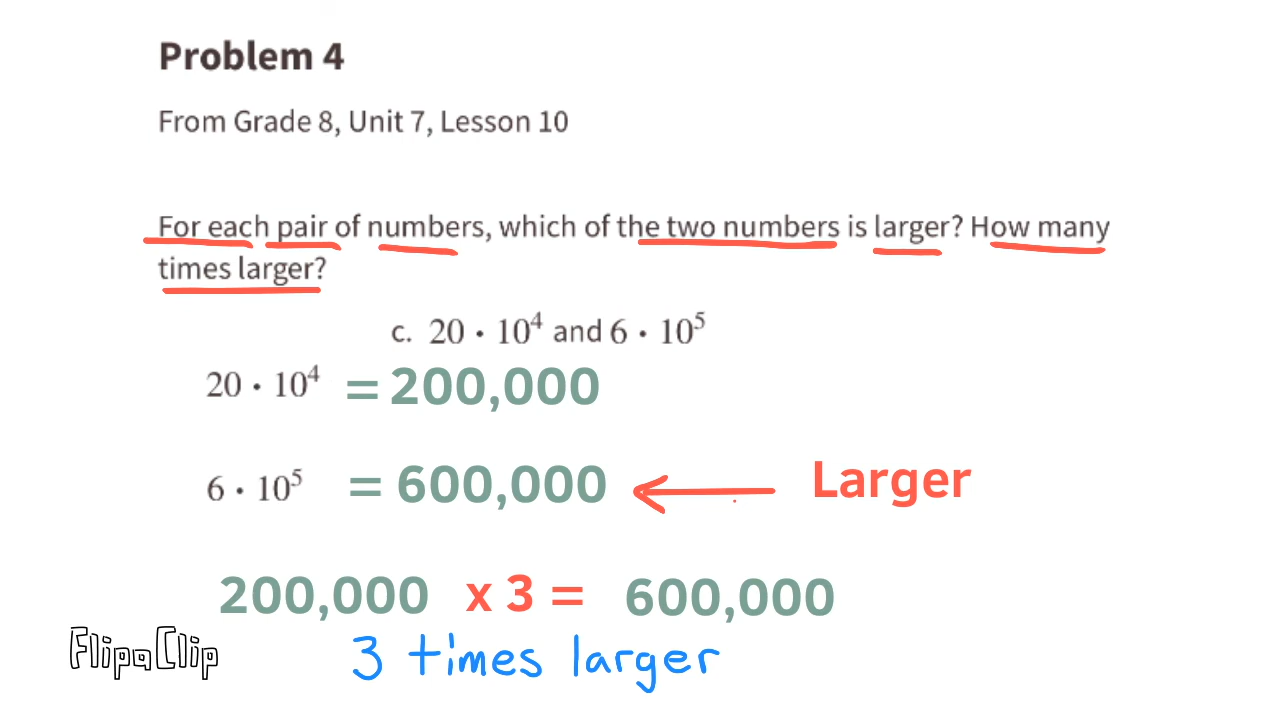 Problem 4
From Grade 8, Unit 7, Lesson 10
For each pair of numbers, which of the two numbers is larger? How many
times larger?
c. 20 · 10⁴ and 6 · 10⁵
20 · 10⁴ = 200,000
6 · 10⁵ = 600,000 Larger
200,000 x 3 = 600,000
FlipaClip
3 times larger